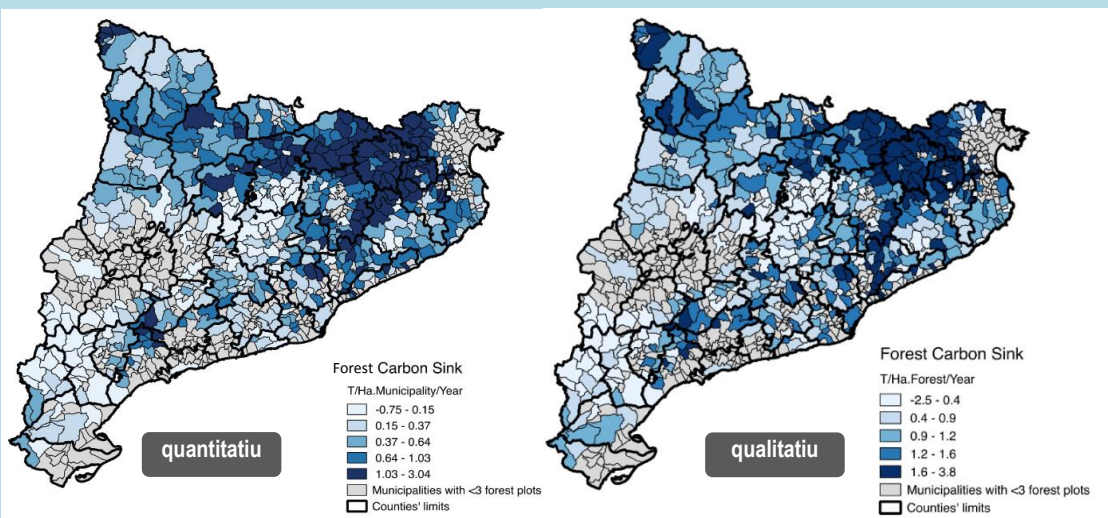 Forest Carbon Sink
T/Ha.Municipality/Year
-0.75 - 0.15
0.15 - 0.37
0.37 - 0.64
0.64 - 1.03
1.03 - 3.04
Municipalities with <3 forest plots
Counties' limits
quantitatiu
Forest Carbon Sink
T/Ha.Forest/Year
-2.5 - 0.4
0.4 - 0.9
0.9 - 1.2
1.2 - 1.6
1.6 - 3.8
Municipalities with <3 forest plots
Counties' limits
qualitatiu